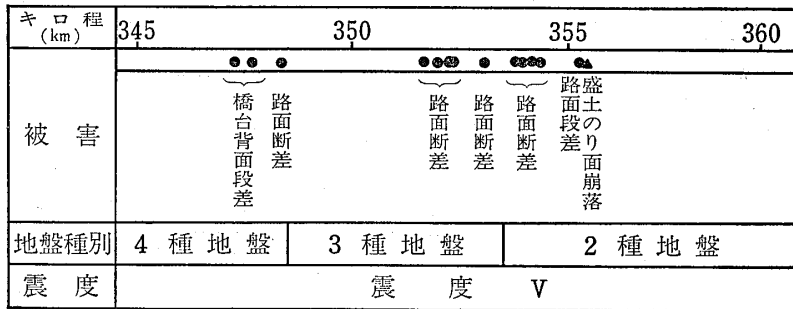 キロ程
(km)
345
350
355
360
被害
橋台背面段差
路面断差
路面断差
路面断差
路面断差
路面段差
盛土のり面崩落
地盤種別
4種地盤
3種地盤
2種地盤
震度
震度 V